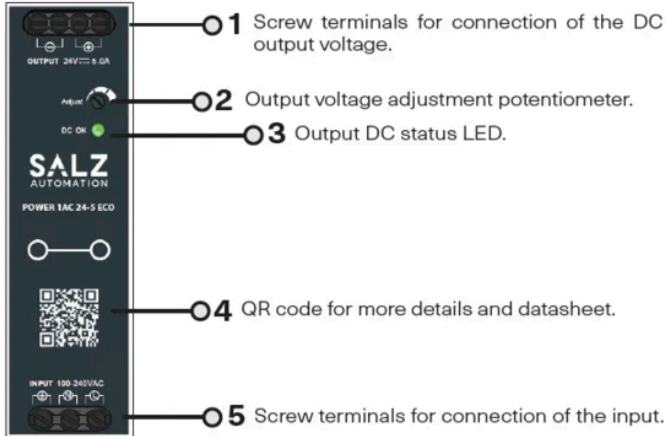 1 Screw terminals for connection of the DC
output voltage.
OUTPUT 24V⎓5.0A
Adjust
2 Output voltage adjustment potentiometer.
DC OK
3 Output DC status LED.
SALZ
AUTOMATION
POWER 1AC 24-5 ECO
4 QR code for more details and datasheet.
INPUT 100-240VAC
N L
5 Screw terminals for connection of the input.